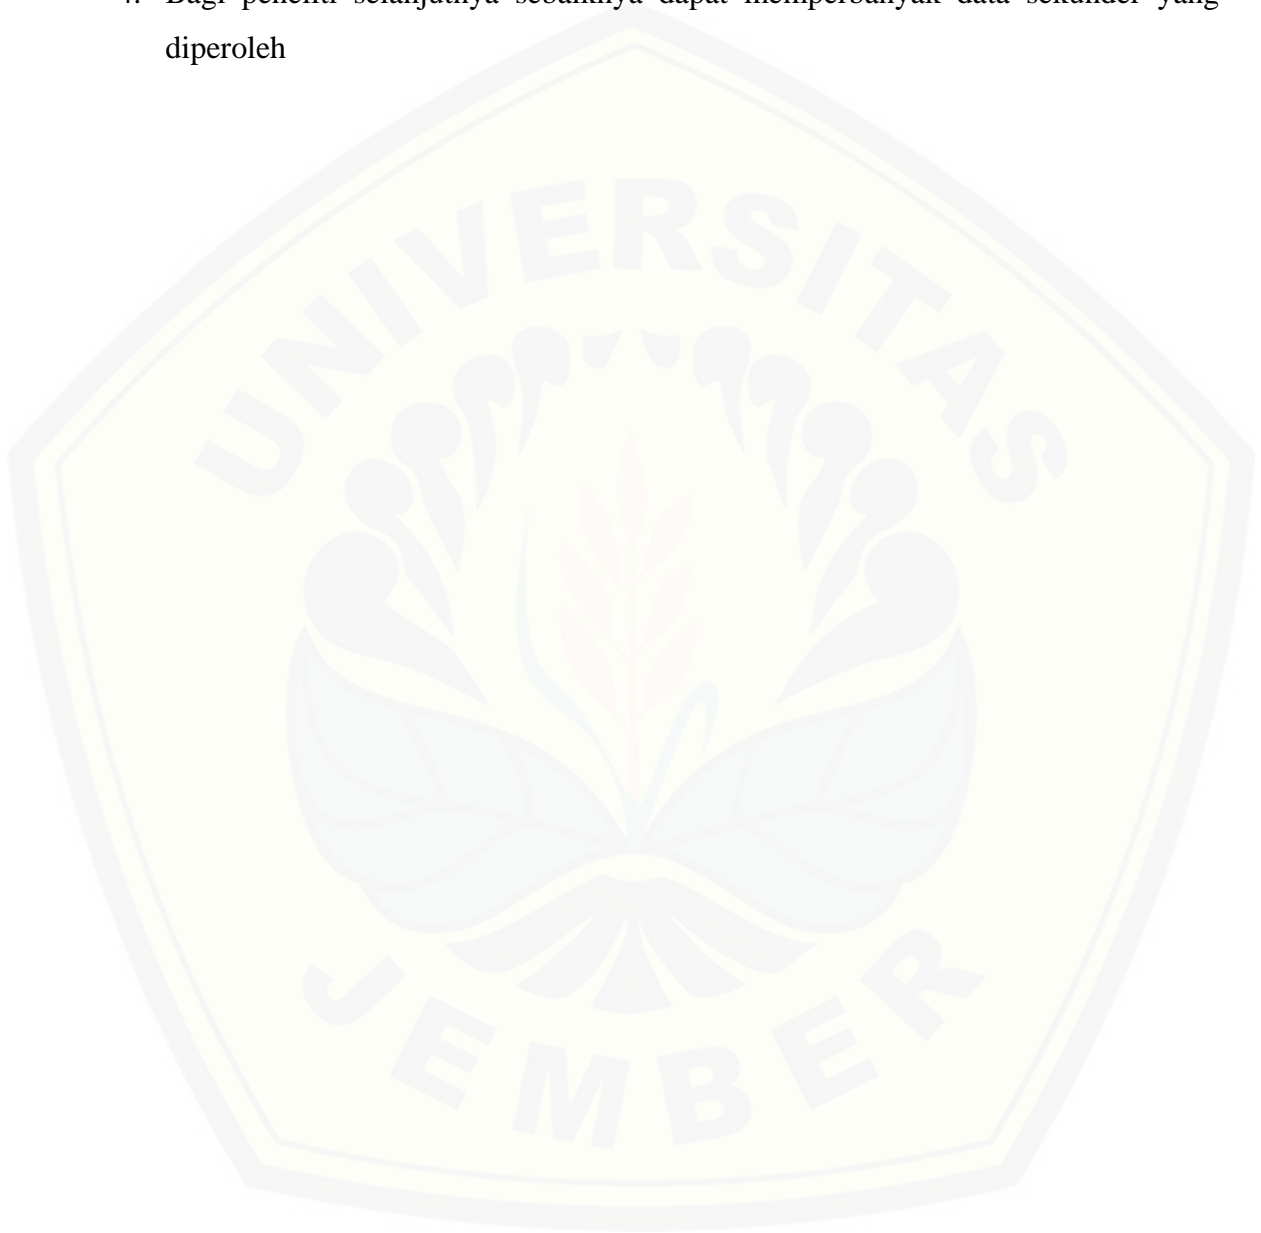 4. Bagi peneliti selanjutnya sebaiknya dapat memperbanyak data sekunder yang
diperoleh
UNIVERSITAS
JEMBER